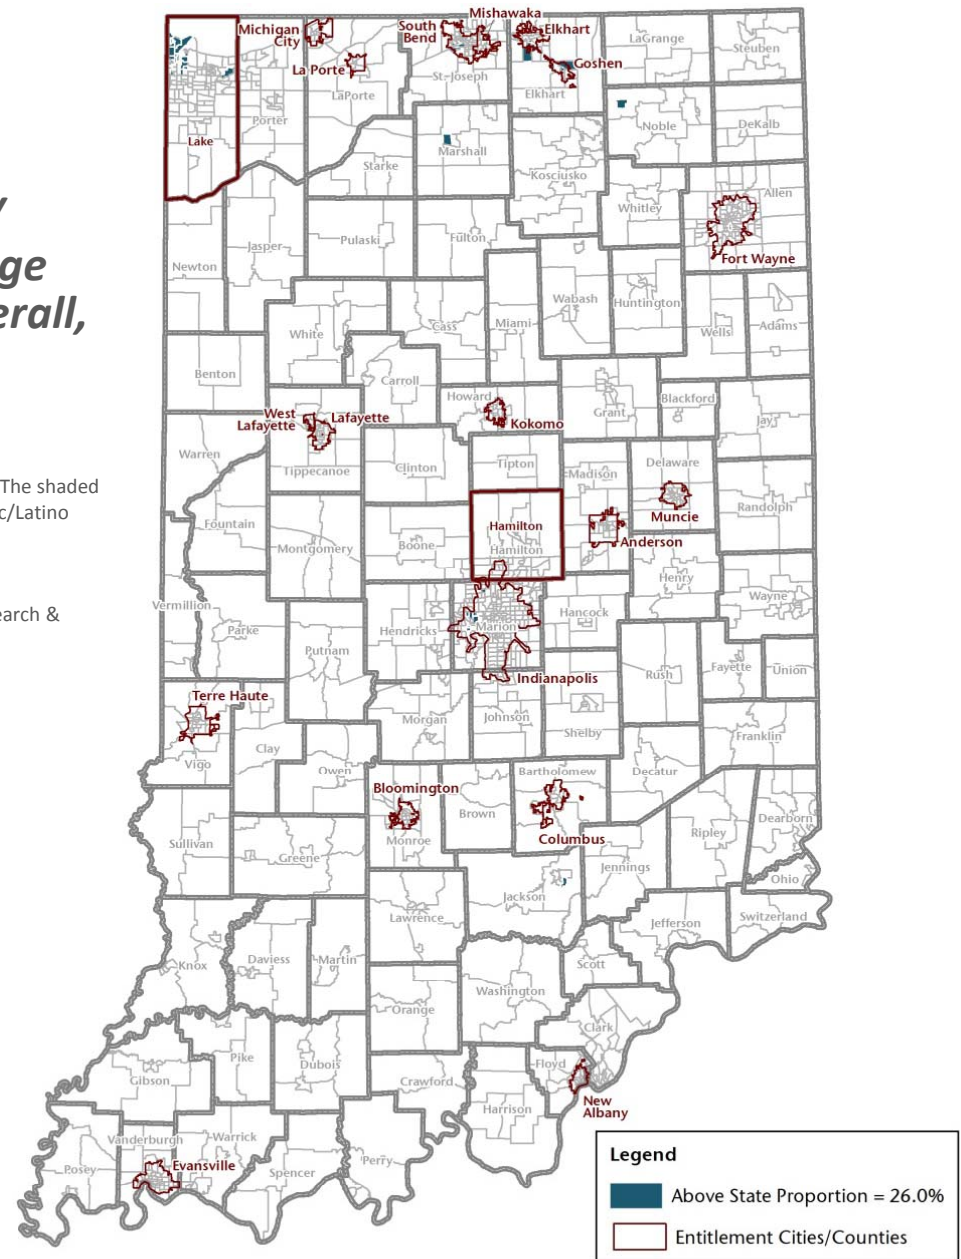 y
ge
erall,
The shaded
c/Latino
earch &
Mishawaka
Michigan
City
South
Bend
Elkhart
LaGrange
Steuben
La Porte
Goshen
St-Joseph
LaPorte
Elkhart
Porter
Noble
DeKalb
Lake
Marshall
Starke
Kosciusko
Allen
Whitley
Pulaski
Fulton
Jasper
Fort Wayne
Newton
Wabash
Huntington
White
Cass
Miami
Wells
Adams
Benton
Carroll
Howard
Blackford
West
Lafayette
Lafayette
Kokomo
Grant
Jay
Warren
Tippecanoe
Clinton
Tipton
Madison
Delaware
Randolph
Muncie
Fountain
Montgomery
Boone
Hamilton
Hamilton
Anderson
Henry
Wayne
Vermillion
Parke
Putnam
Hendricks
Marion
Hancock
Rush
Fayette
Union
Indianapolis
Terre Haute
Morgan
Johnson
Shelby
Franklin
Vigo
Clay
Owen
Bartholomew
Decatur
Bloomington
Brown
Dearborn
Columbus
Monroe
Ripley
Sullivan
Greene
Jennings
Ohio
Jackson
Lawrence
Jefferson
Switzerland
Knox
Daviess
Martin
Scott
Washington
Orange
Clark
Pike
Dubois
Floyd
Gibson
Crawford
Harrison
New
Albany
Vanderburgh
Warrick
Evansville
Posey
Spencer
Perry
Legend
Above State Proportion = 26.0%
Entitlement Cities/Counties